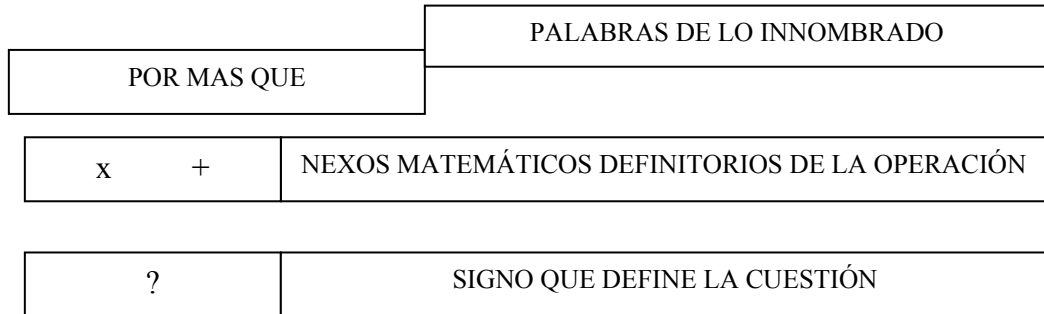 PALABRAS DE LO INNOMBRADO
POR MAS QUE
x + NEXOS MATEMÁTICOS DEFINITORIOS DE LA OPERACIÓN
? SIGNO QUE DEFINE LA CUESTIÓN